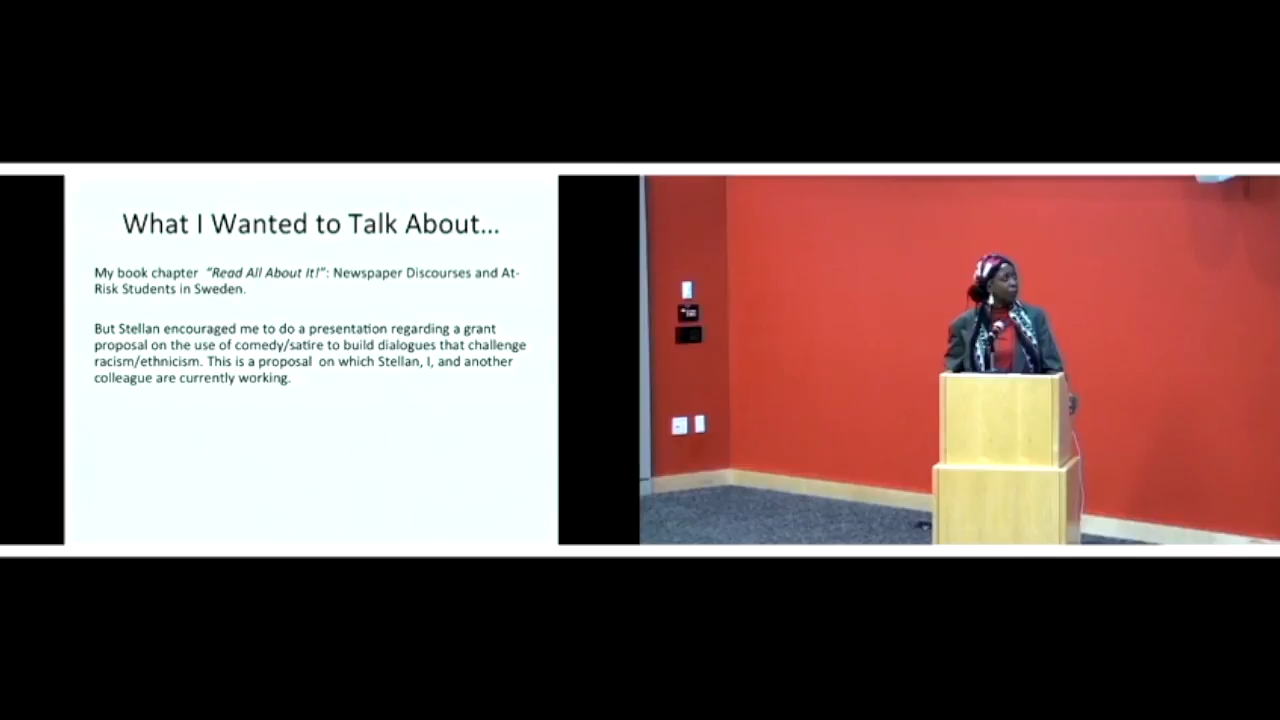 What I Wanted to Talk About...
My book chapter “Read All About It!”: Newspaper Discourses and At-
Risk Students in Sweden.
But Stellan encouraged me to do a presentation regarding a grant
proposal on the use of comedy/satire to build dialogues that challenge
racism/ethnicism. This is a proposal on which Stellan, I, and another
colleague are currently working.